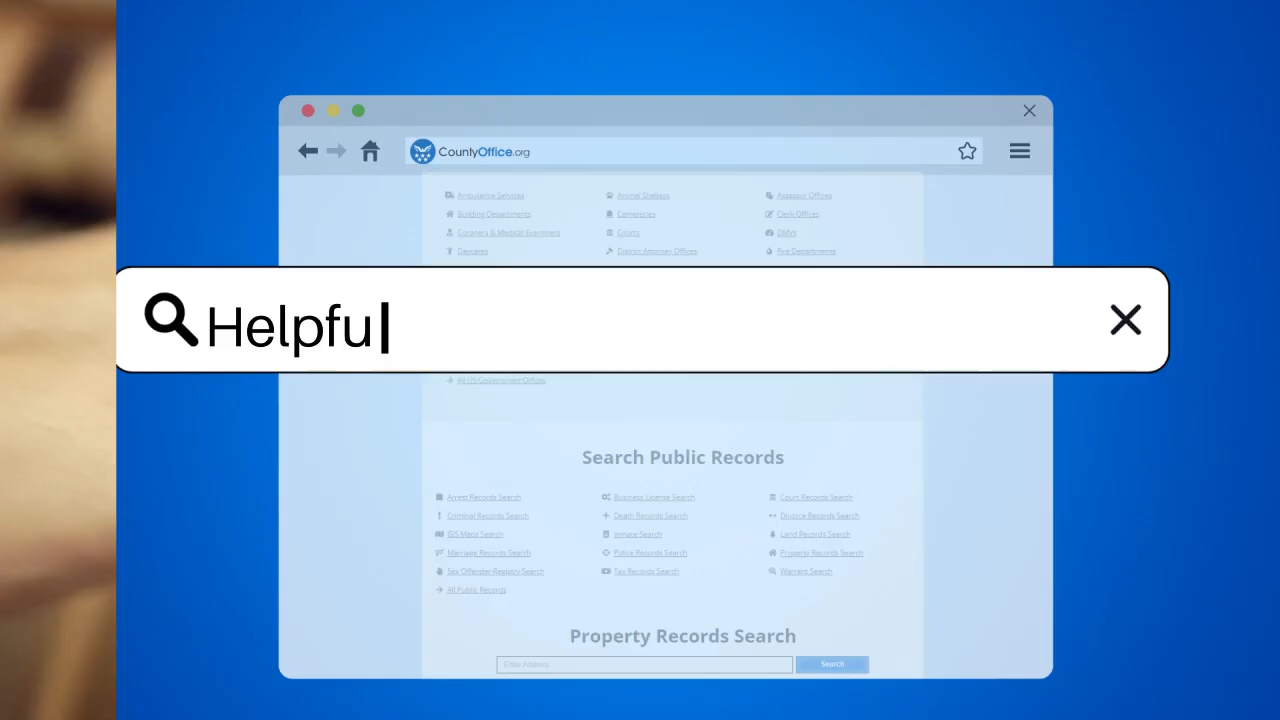 CountyOffice.org
Ambulance Services Animal Shelters Assessor Offices
Building Departments Cemeteries Clerk Offices
Coroners & Medical Examiners Courts DMVs
Daycares District Attorney Offices Fire Departments
Helpfu
All US Government Offices
Search Public Records
Arrest Records Search Business License Search Court Records Search
Criminal Records Search Death Records Search Divorce Records Search
GIS Maps Search Inmate Search Land Records Search
Marriage Records Search Police Records Search Property Records Search
Sex Offender Registry Search Tax Records Search Warrant Search
All Public Records
Property Records Search
Enter Address Search